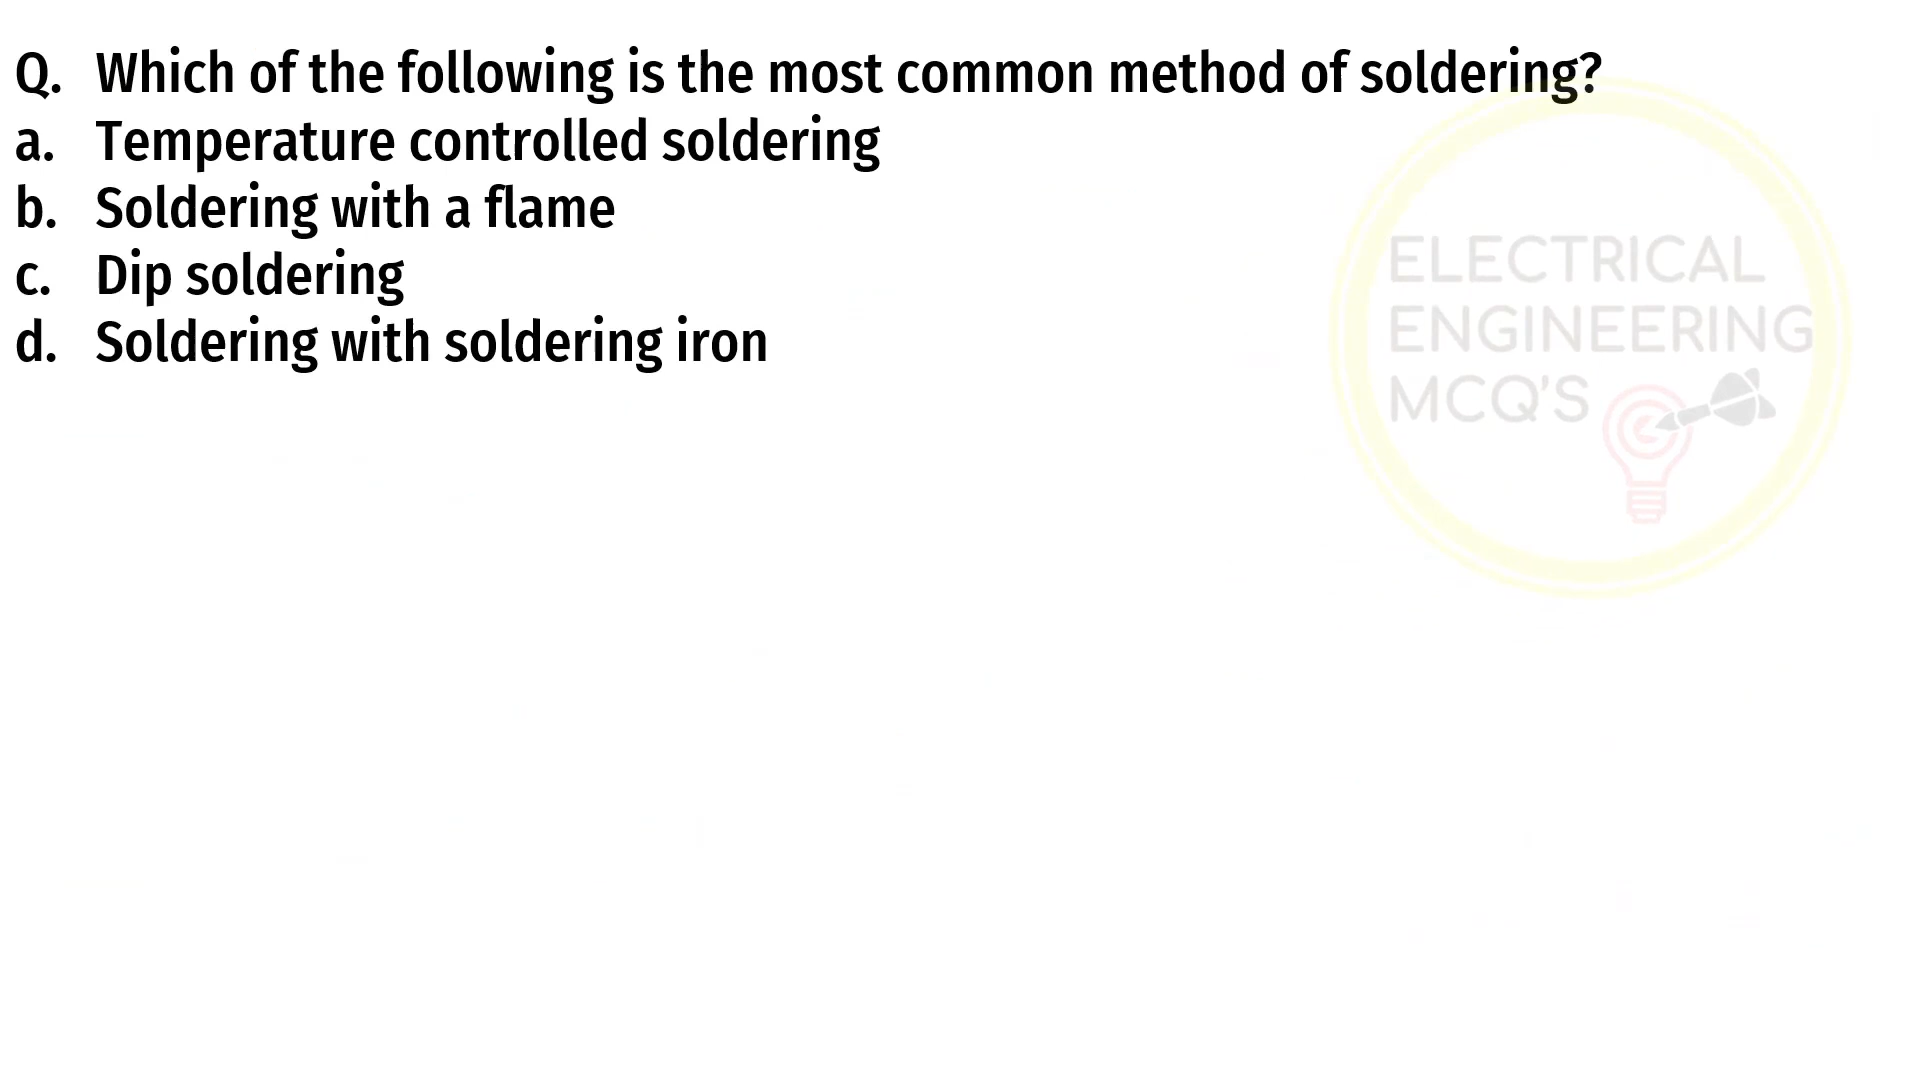 Q. Which of the following is the most common method of soldering?
a. Temperature controlled soldering
b. Soldering with a flame
c. Dip soldering
d. Soldering with soldering iron
ELECTRICAL
ENGINEERING
MCQ'S